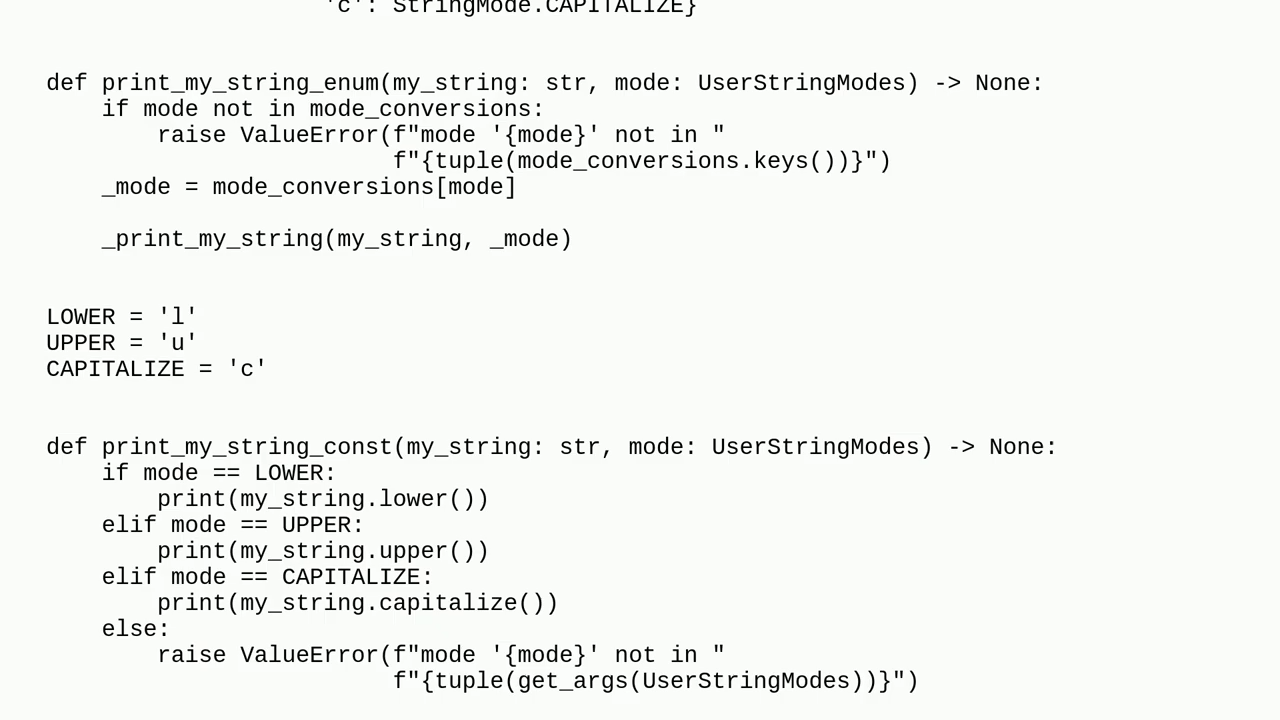 'c': StringMode.CAPITALIZE}
def print_my_string_enum(my_string: str, mode: UserStringModes) -> None:
    if mode not in mode_conversions:
        raise ValueError(f"mode '{mode}' not in "
                         f"{tuple(mode_conversions.keys())}")
    _mode = mode_conversions[mode]
    _print_my_string(my_string, _mode)
LOWER = 'l'
UPPER = 'u'
CAPITALIZE = 'c'
def print_my_string_const(my_string: str, mode: UserStringModes) -> None:
    if mode == LOWER:
        print(my_string.lower())
    elif mode == UPPER:
        print(my_string.upper())
    elif mode == CAPITALIZE:
        print(my_string.capitalize())
    else:
        raise ValueError(f"mode '{mode}' not in "
                         f"{tuple(get_args(UserStringModes))}")